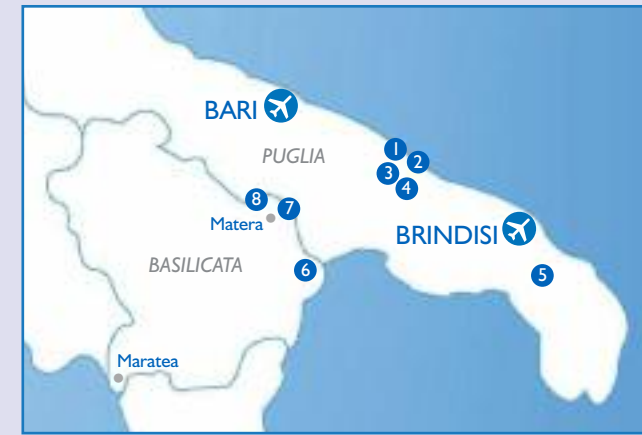 BARI
PUGLIA
1
2
3
4
8
7
Matera
BRINDISI
BASILICATA
6
5
Maratea